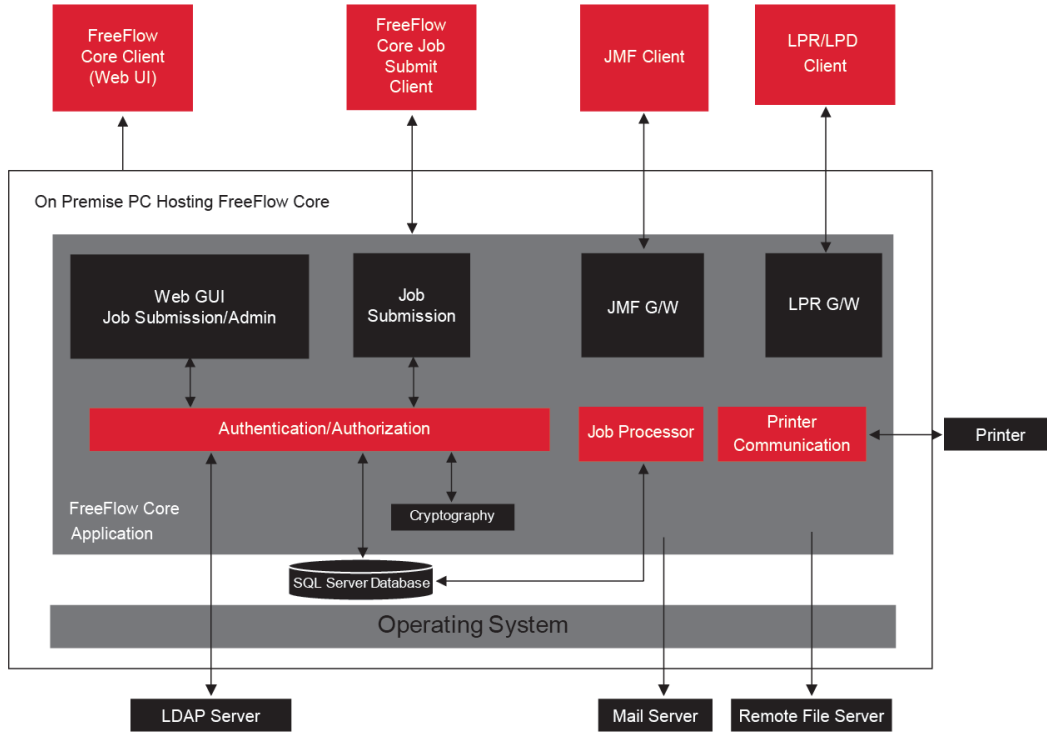 FreeFlow
Core Client
(Web UI)
FreeFlow
Core Job
Submit
Client
JMF Client
LPR/LPD
Client
On Premise PC Hosting FreeFlow Core
Web GUI
Job Submission/Admin
Job
Submission
JMF G/W
LPR G/W
Authentication/Authorization
Job Processor
Printer
Communication
Printer
FreeFlow Core
Application
Cryptography
SQL Server Database
Operating System
LDAP Server
Mail Server
Remote File Server